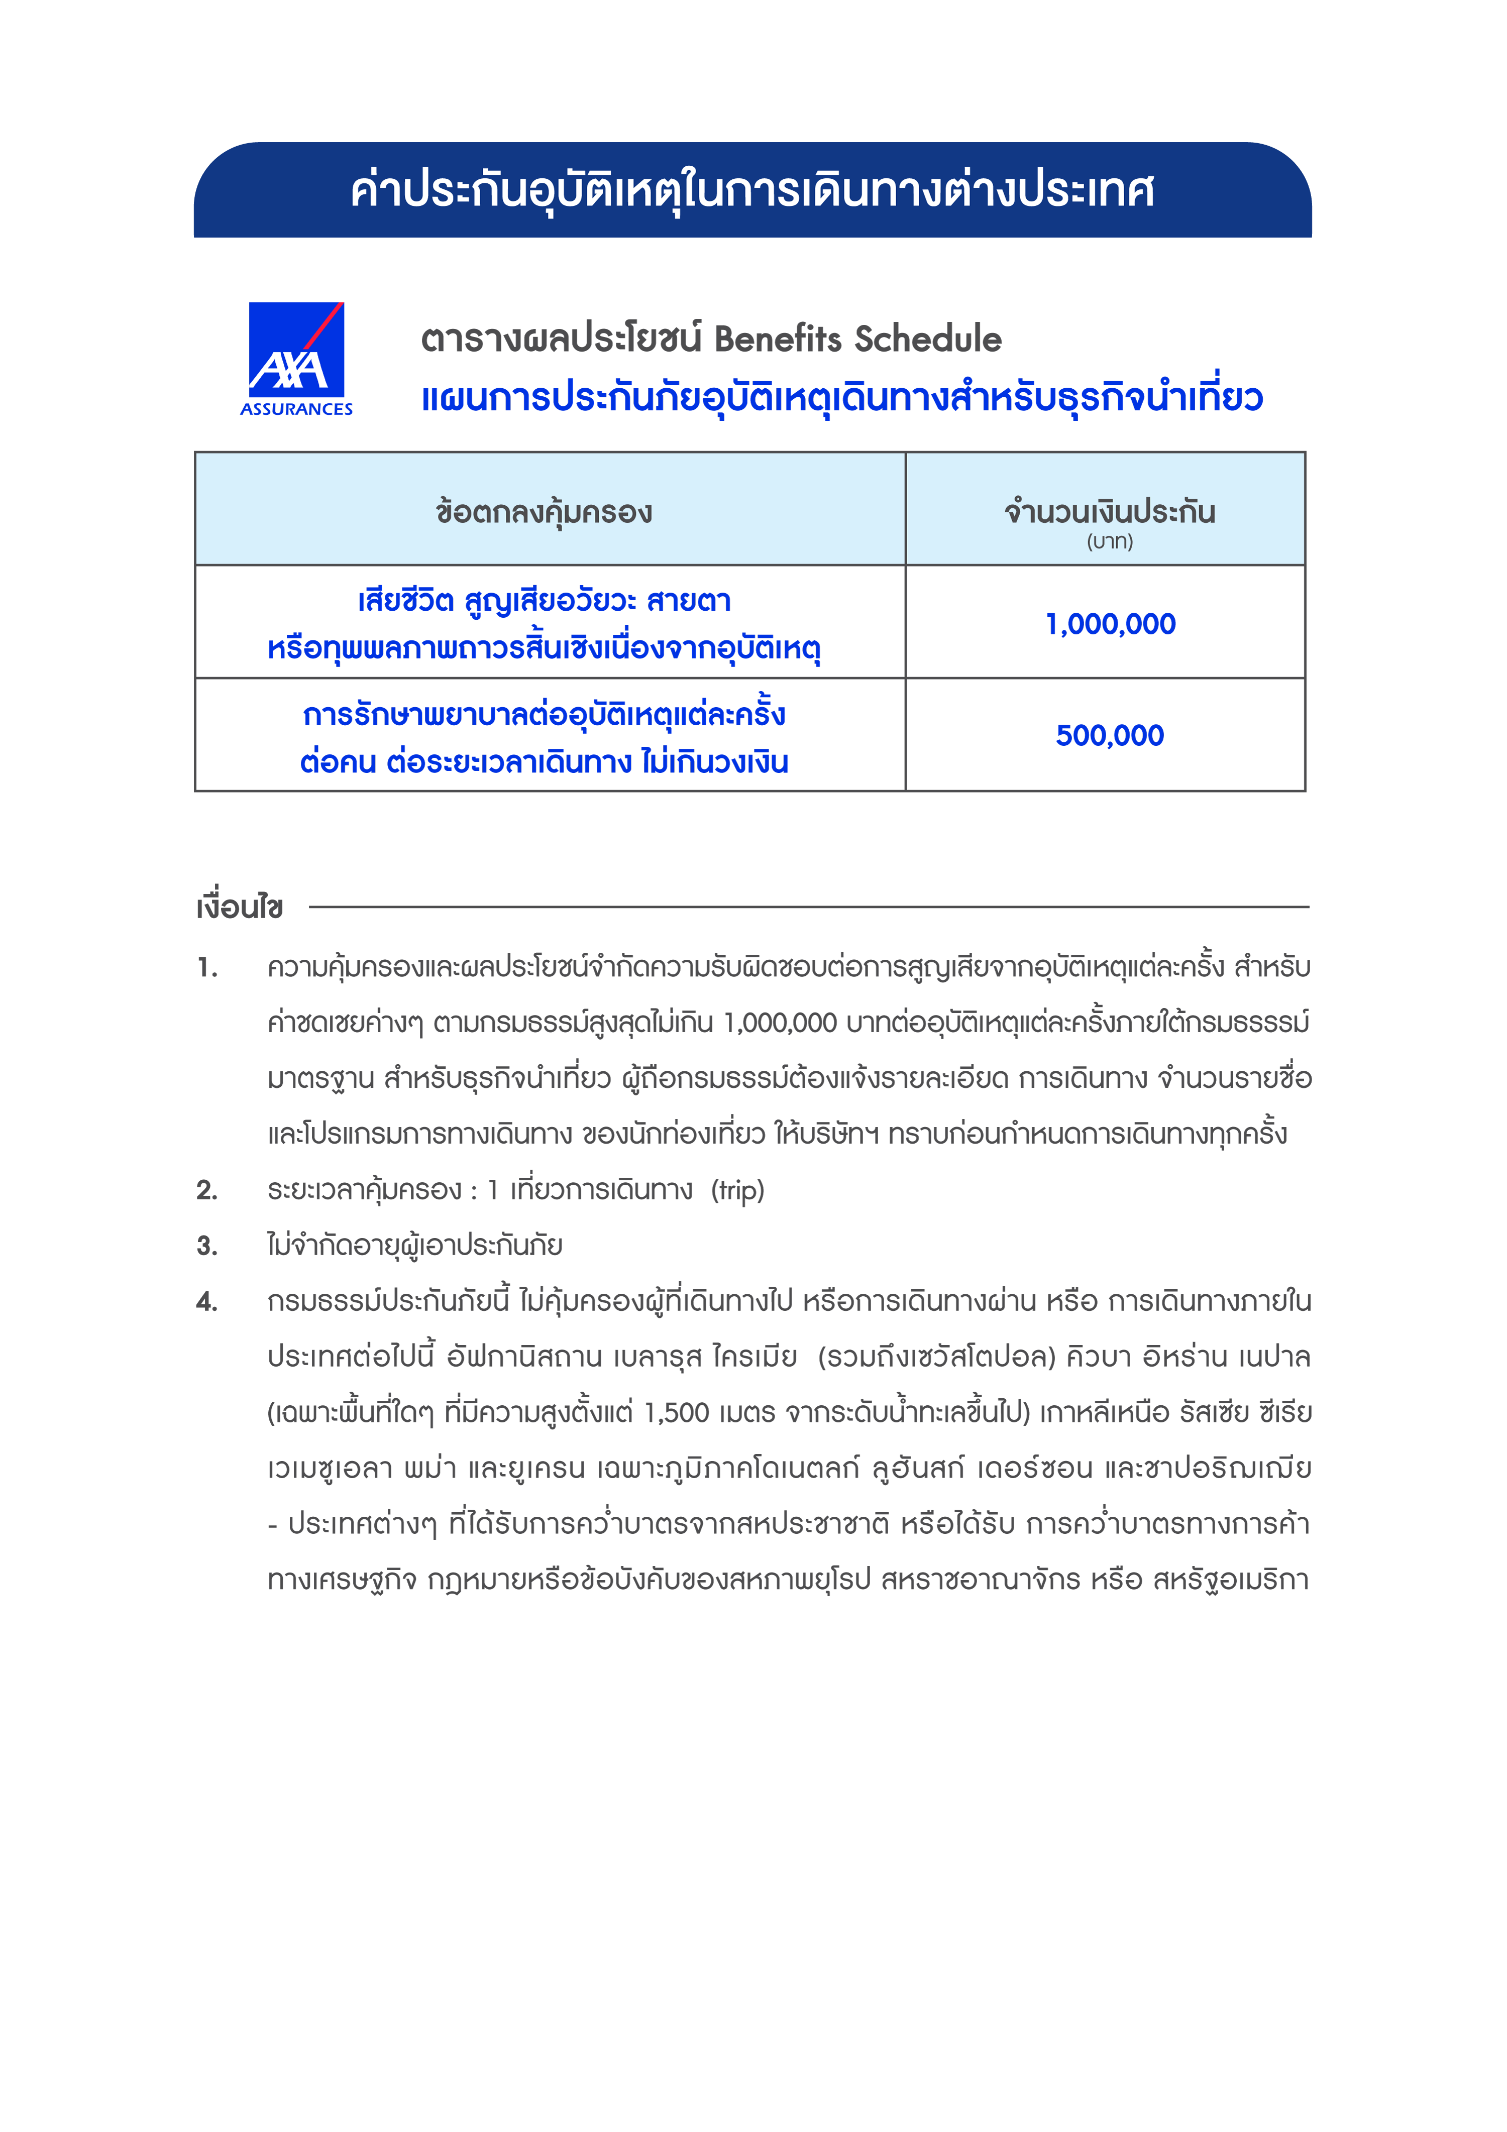 ค่าประกันอุบัติเหตุในการเดินทางต่างประเทศ
AXA
ASSURANCES
ตารางผลประโยชน์ Benefits Schedule
แผนการประกันภัยอุบัติเหตุเดินทางสำหรับธุรกิจนำเที่ยว
ข้อตกลงคุ้มครอง
จำนวนเงินประกัน
(บาท)
เสียชีวิต สูญเสียอวัยวะ สายตา
หรือทุพพลภาพถาวรสิ้นเชิงเนื่องจากอุบัติเหตุ
1,000,000
การรักษาพยาบาลต่ออุบัติเหตุแต่ละครั้ง
ต่อคน ต่อระยะเวลาเดินทาง ไม่เกินวงเงิน
500,000
เงื่อนไข
1. ความคุ้มครองและผลประโยชน์จำกัดความรับผิดชอบต่อการสูญเสียจากอุบัติเหตุแต่ละครั้ง สำหรับ
ค่าชดเชยค่างๆ ตามกรมธรรม์สูงสุดไม่เกิน 1,000,000 บาทต่ออุบัติเหตุแต่ละครั้งภายใต้กรมธรรรม์
มาตรฐาน สำหรับธุรกิจนำเที่ยว ผู้ถือกรมธรรม์ต้องแจ้งรายละเอียด การเดินทาง จำนวนรายชื่อ
และโปรแกรมการทางเดินทาง ของนักท่องเที่ยว ให้บริษัทฯ ทราบก่อนกำหนดการเดินทางทุกครั้ง
2. ระยะเวลาคุ้มครอง : 1 เที่ยวการเดินทาง (trip)
3. ไม่จำกัดอายุผู้เอาประกันภัย
4. กรมธรรม์ประกันภัยนี้ ไม่คุ้มครองผู้ที่เดินทางไป หรือการเดินทางผ่าน หรือ การเดินทางภายใน
ประเทศต่อไปนี้ อัฟกานิสถาน เบลารุส ไครเมีย (รวมถึงเซวัสโตปอล) คิวบา อิหร่าน เนปาล
(เฉพาะพื้นที่ใดๆ ที่มีความสูงตั้งแต่ 1,500 เมตร จากระดับน้ำทะเลขึ้นไป) เกาหลีเหนือ รัสเซีย ซีเรีย
เวเมซูเอลา พม่า และยูเครน เฉพาะภูมิภาคโดเนตลก์ ลูฮันสก์ เดอร์ซอน และซาปอริฌเฌีย
- ประเทศต่างๆ ที่ได้รับการคว่ำบาตรจากสหประชาชาติ หรือได้รับ การคว่ำบาตรทางการค้า
ทางเศรษฐกิจ กฎหมายหรือข้อบังคับของสหภาพยุโรป สหราชอาณาจักร หรือ สหรัฐอเมริกา